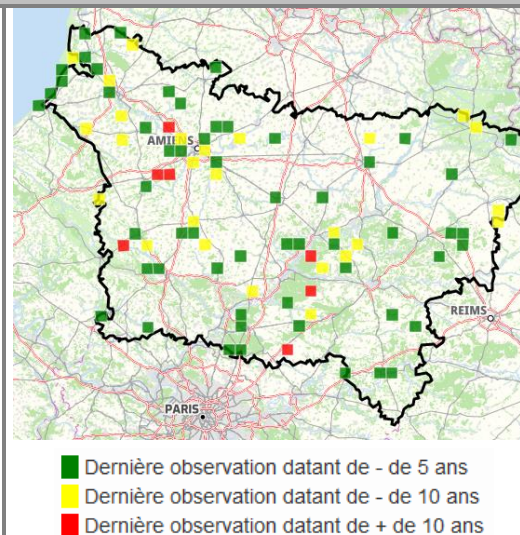 AMIENS
REIMS
PARIS
Dernière observation datant de - de 5 ans
Dernière observation datant de - de 10 ans
Dernière observation datant de + de 10 ans